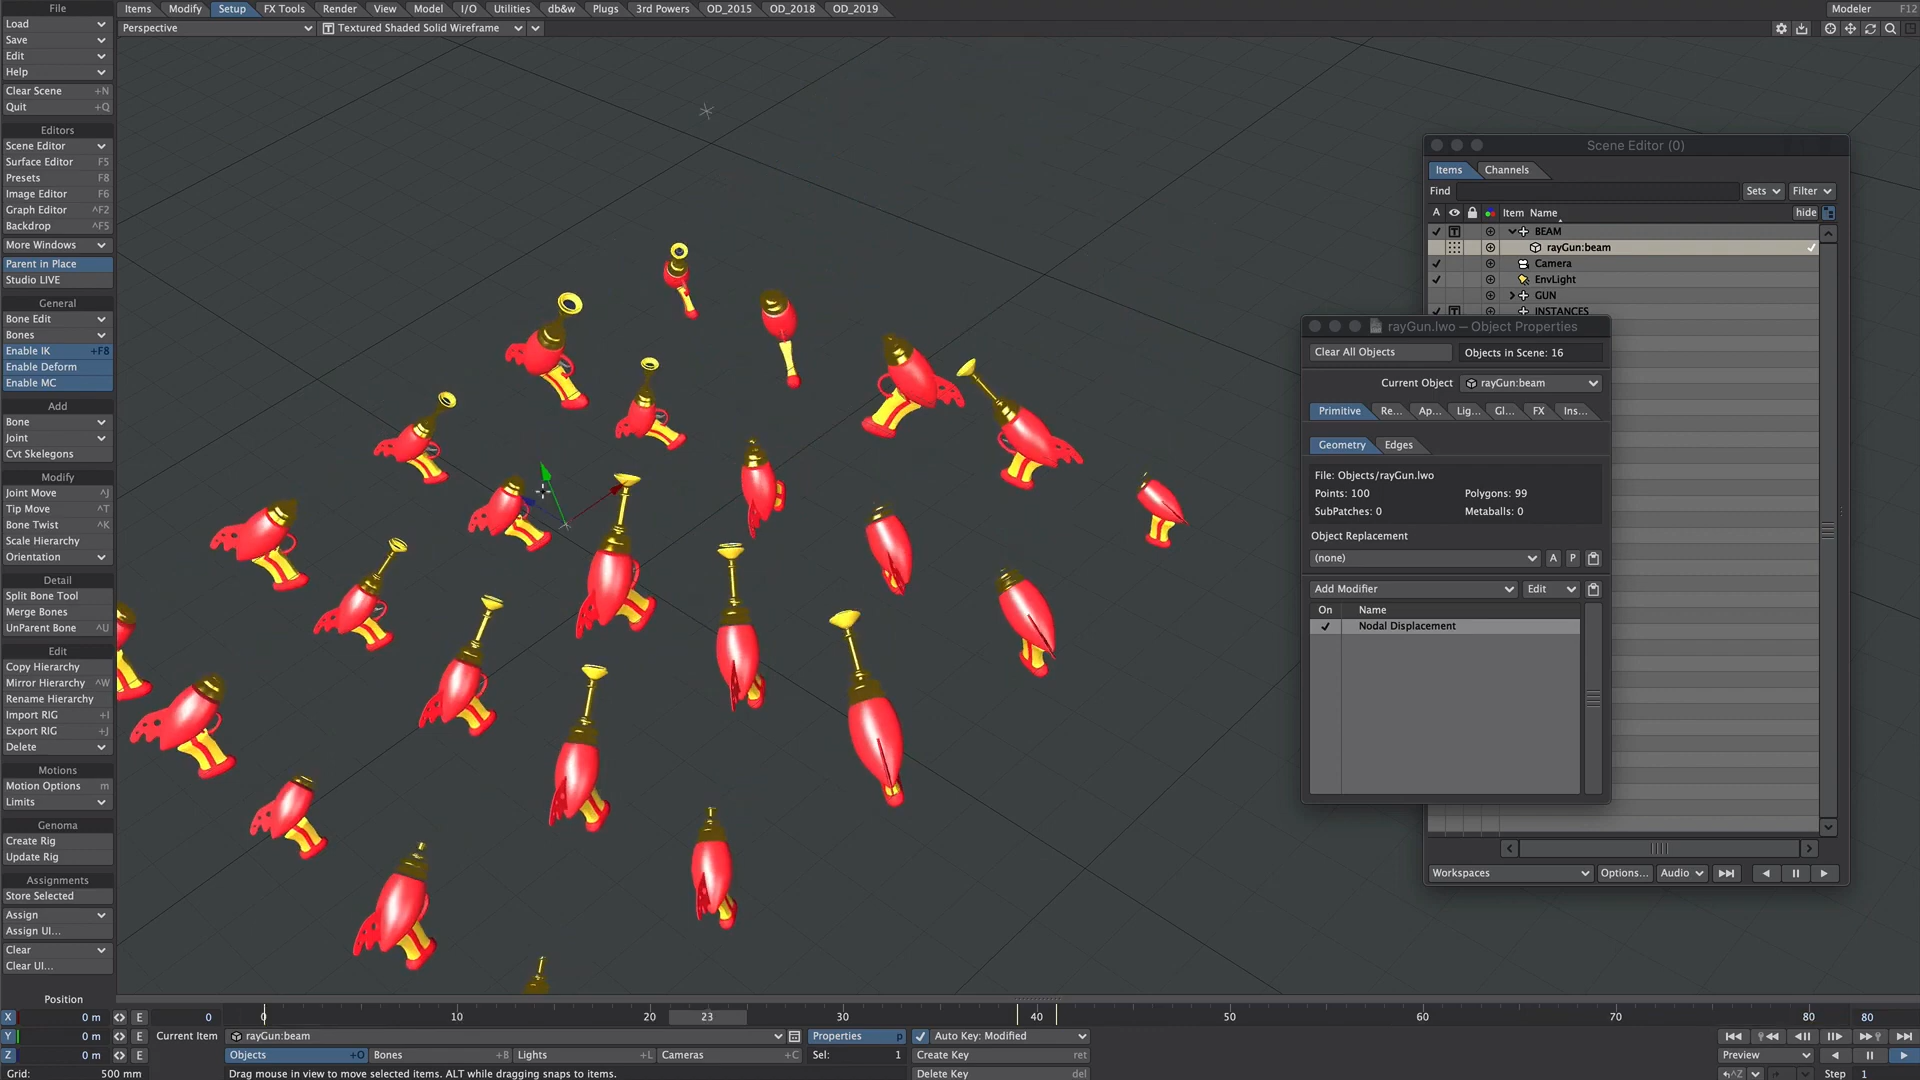 File
Load
Save
Edit
Help
Clear Scene +N
Quit +Q
Editors
Scene Editor
Surface Editor F5
Presets F8
Image Editor F6
Graph Editor ^F2
Backdrop ^F5
More Windows
Parent in Place
Studio LIVE
General
Bone Edit
Bones
Enable IK +F8
Enable Deform
Enable MC
Add
Bone
Joint
Cvt Skelegons
Modify
Joint Move ^J
Tip Move ^T
Bone Twist ^K
Scale Hierarchy
Orientation
Detail
Split Bone Tool
Merge Bones
UnParent Bone ^U
Edit
Copy Hierarchy
Mirror Hierarchy ^W
Rename Hierarchy
Import RIG +I
Export RIG +J
Delete
Motions
Motion Options m
Limits
Genoma
Create Rig
Update Rig
Assignments
Store Selected
Assign
Assign UI...
Clear
Clear UI...
Items Modify Setup FX Tools Render View Model I/O Utilities db&w Plugs 3rd Powers OD_2015 OD_2018 OD_2019 Modeler F12
Perspective T Textured Shaded Solid Wireframe
Scene Editor (0)
Items Channels
Find Sets Filter
A Item Name hide
T BEAM
rayGun:beam
Camera
EnvLight
GUN
T INSTANCES
rayGun.lwo — Object Properties
Clear All Objects Objects in Scene: 16
Current Object rayGun:beam
Primitive Re... Ap... Lig... Gl... FX Ins...
Geometry Edges
File: Objects/rayGun.lwo
Points: 100 Polygons: 99
SubPatches: 0 Metaballs: 0
Object Replacement
(none) A P
Add Modifier Edit
On Name
Nodal Displacement
Workspaces Options... Audio
Position
X 0 m E 0 0 10 20 23 30 40 50 60 70 80 80
Y 0 m E Current Item rayGun:beam Properties p Auto Key: Modified
Z 0 m E Objects +O Bones +B Lights +L Cameras +C Sel: 1 Create Key ret Preview
Grid: 500 mm Drag mouse in view to move selected items. ALT while dragging snaps to items. Delete Key del ^Z Step 1